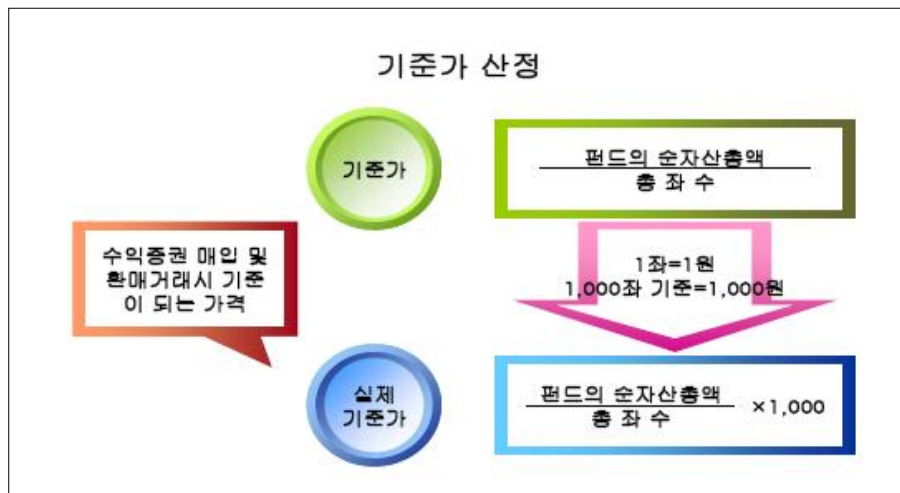 기준가 산정
기준가
펀드의 순자산총액
총 좌 수
수익증권 매입 및
환매거래시 기준
이 되는 가격
1좌=1원
1,000좌 기준=1,000원
실제
기준가
펀드의 순자산총액
총 좌 수
×1,000